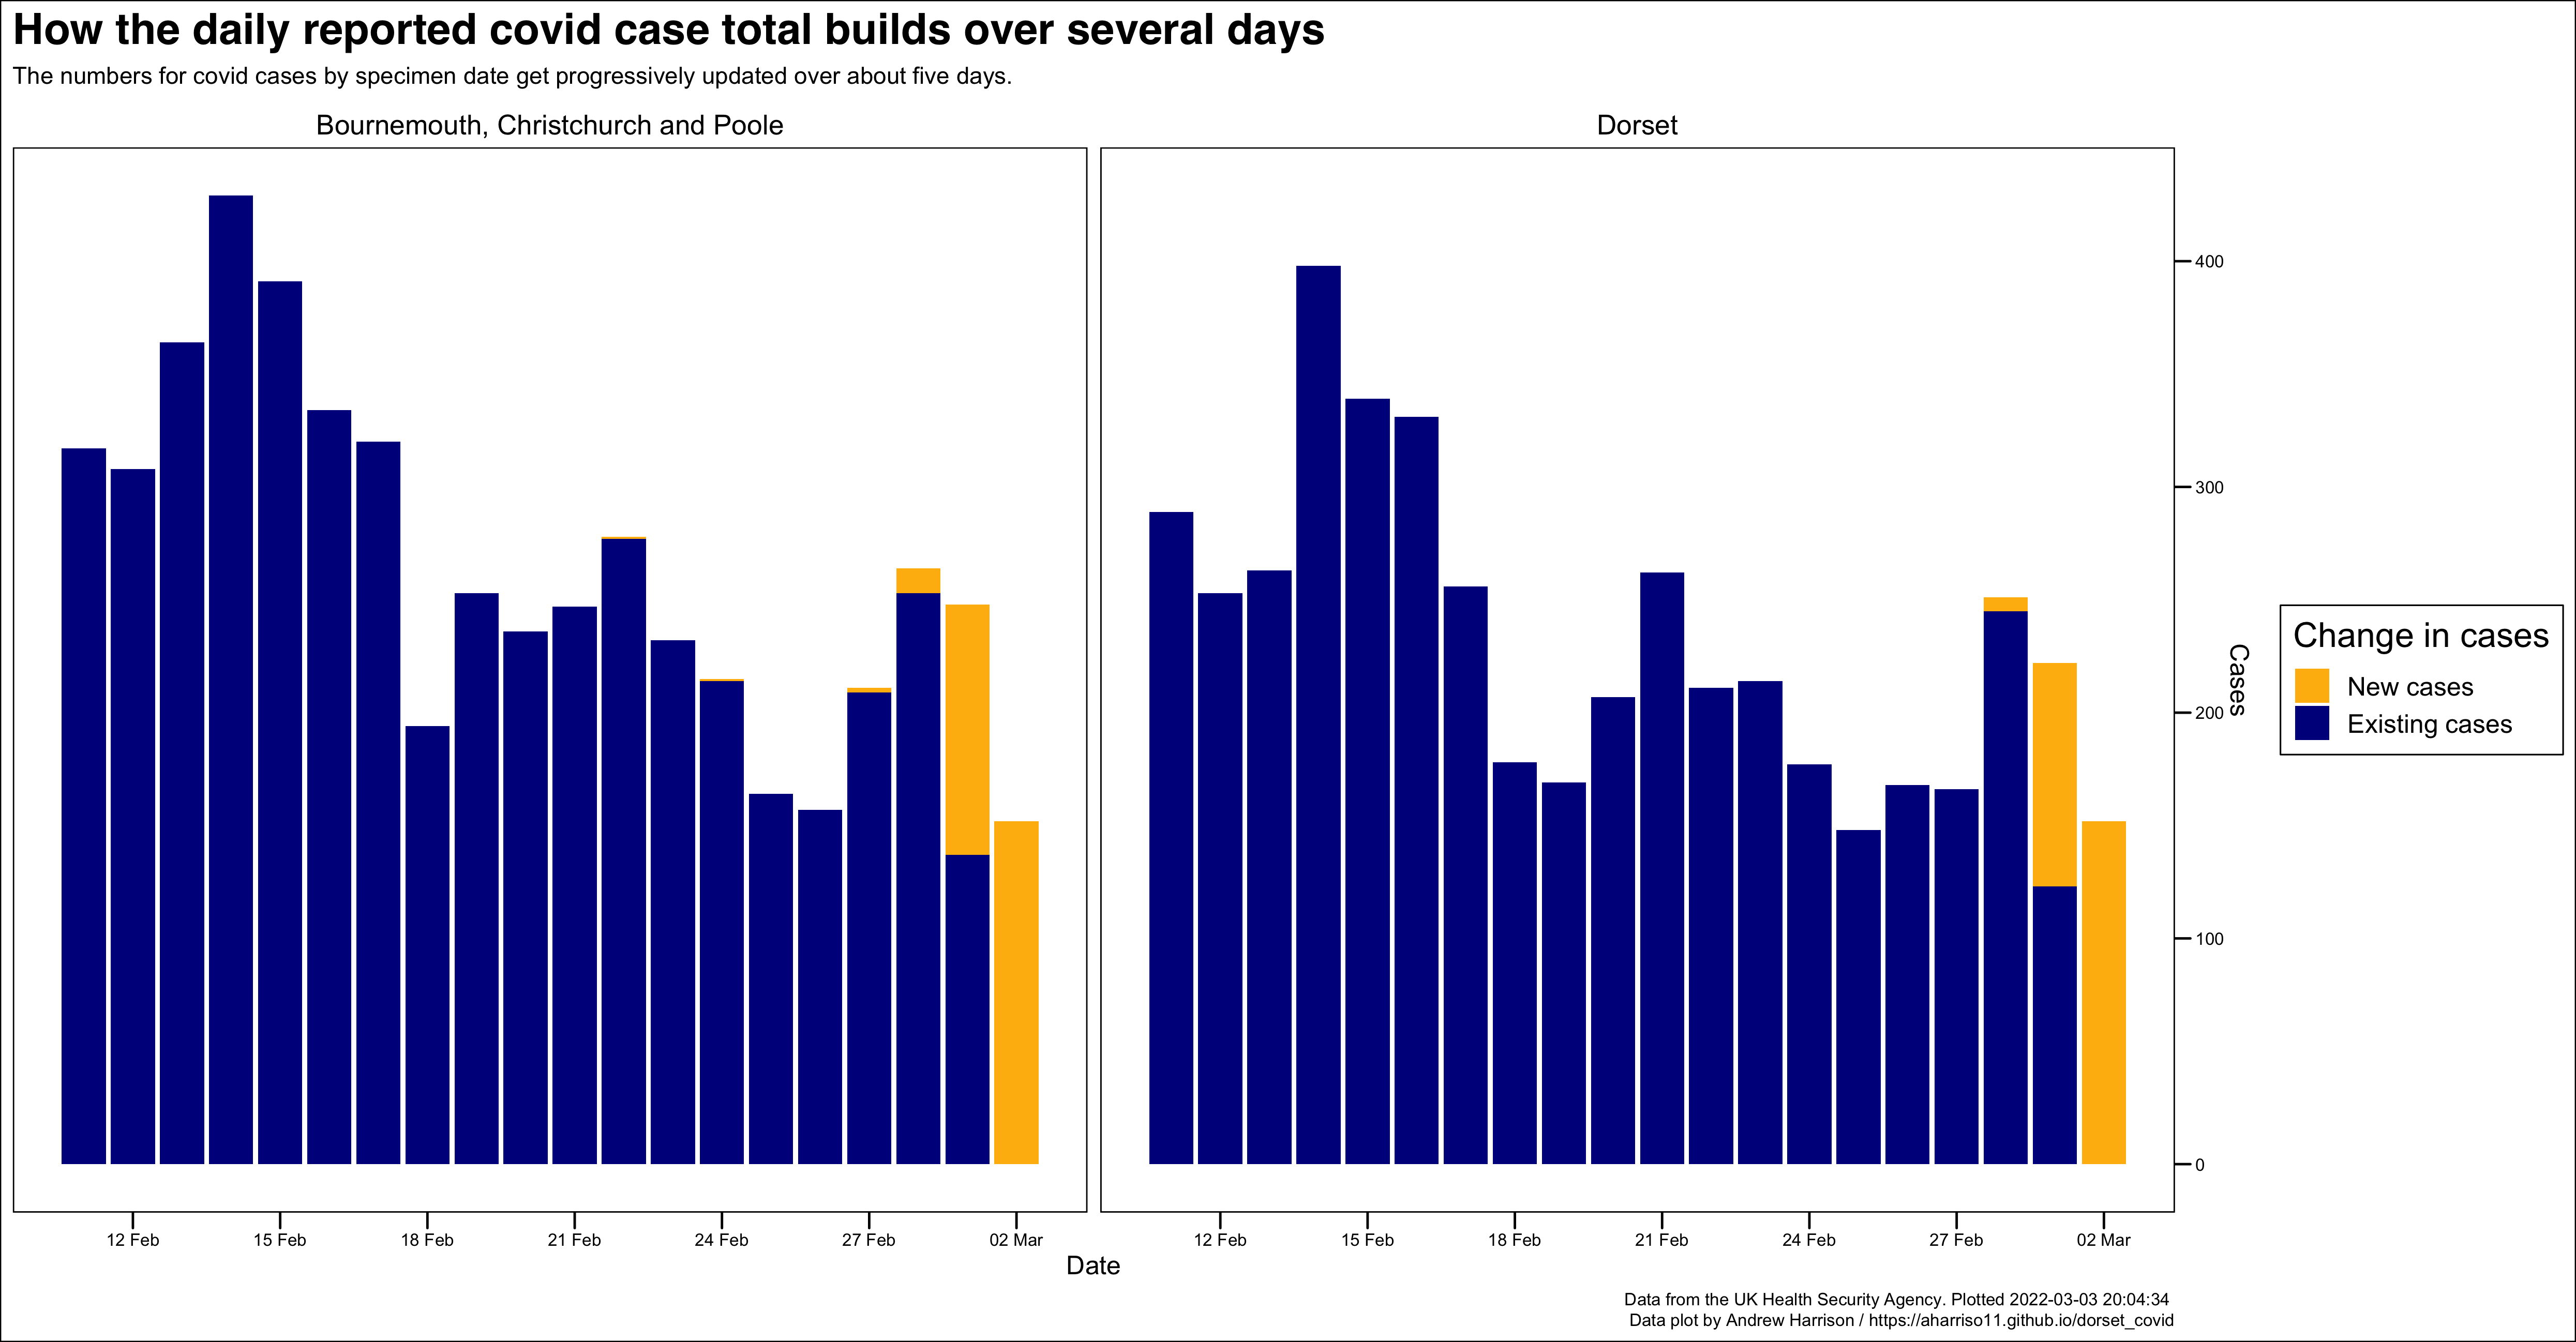 How the daily reported covid case total builds over several days
The numbers for covid cases by specimen date get progressively updated over about five days.
Bournemouth, Christchurch and Poole
Dorset
400
300
200
100
0
Cases
Change in cases
New cases
Existing cases
12 Feb 15 Feb 18 Feb 21 Feb 24 Feb 27 Feb 02 Mar
12 Feb 15 Feb 18 Feb 21 Feb 24 Feb 27 Feb 02 Mar
Date
Data from the UK Health Security Agency. Plotted 2022-03-03 20:04:34
Data plot by Andrew Harrison / https://aharriso11.github.io/dorset_covid